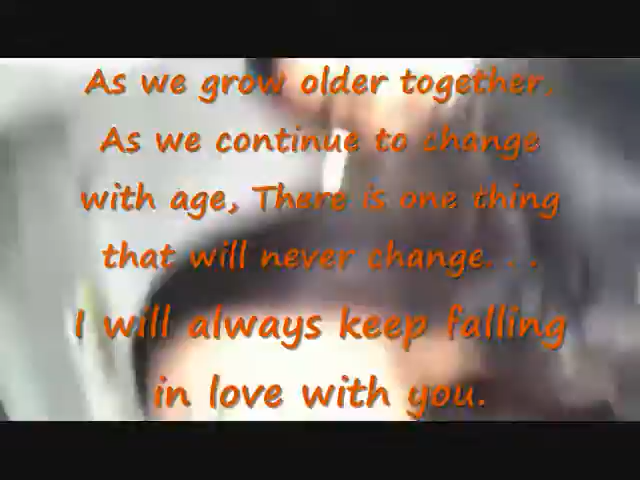 As we grow older together.
As we continue to change
with age, There is one thing
that will never change. . .
I will always keep falling
in love with you.